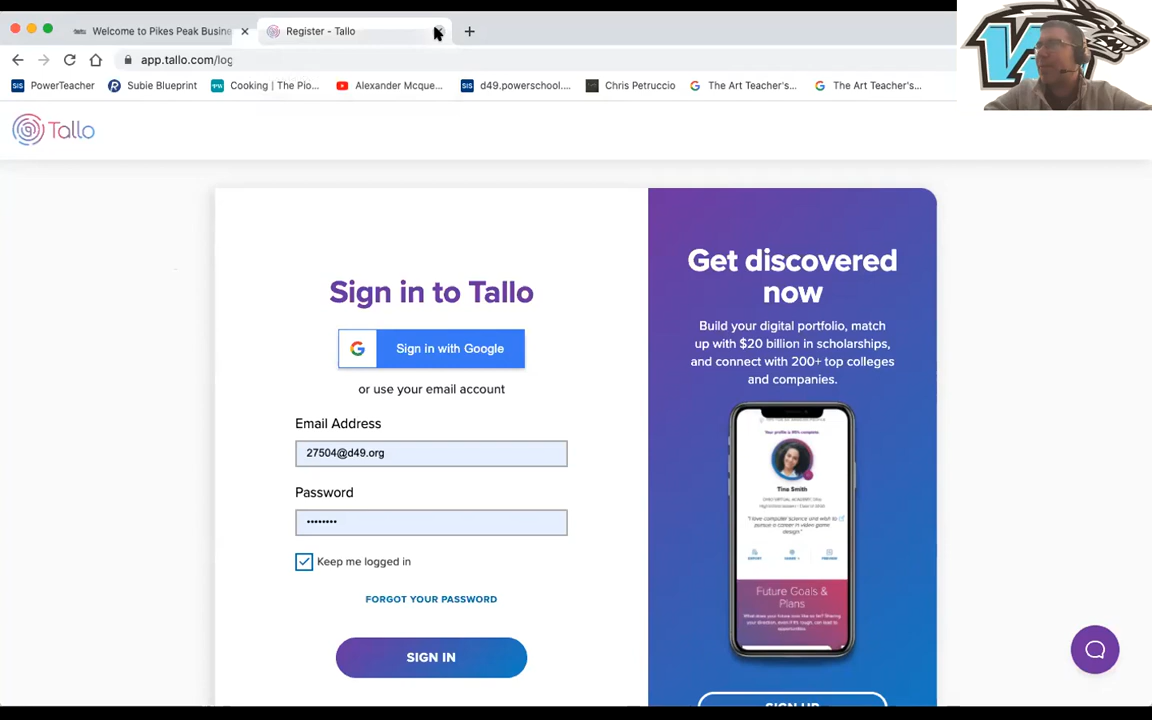 Welcome to Pikes Peak Busine
Register - Tallo
app.tallo.com/log
PowerTeacher
Subie Blueprint
Cooking | The Pio...
Alexander Mcque...
d49.powerschool....
Chris Petruccio
The Art Teacher's...
The Art Teacher's...
Tallo
Sign in to Tallo
Sign in with Google
or use your email account
Email Address
27504@d49.org
Password
Keep me logged in
FORGOT YOUR PASSWORD
SIGN IN
Get discovered
now
Build your digital portfolio, match
up with $20 billion in scholarships,
and connect with 200+ top colleges
and companies.
Tina Smith
Future Goals &
Plans
SIGN UP